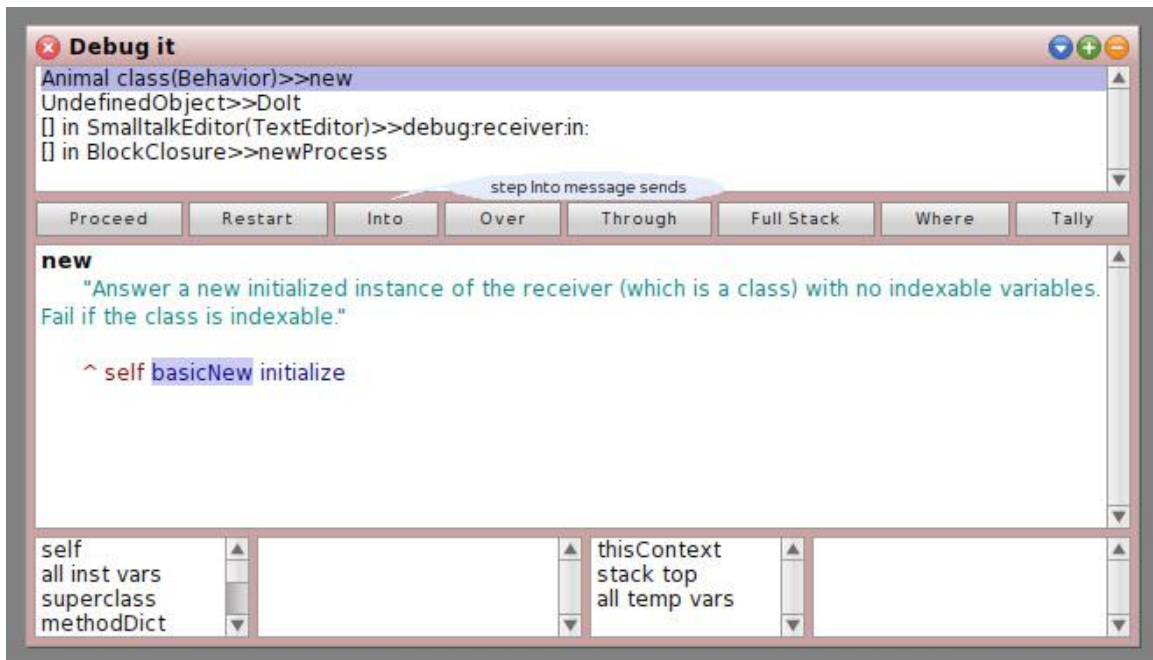 Debug it
Animal class(Behavior)>>new
UndefinedObject>>DoIt
[] in SmalltalkEditor(TextEditor)>>debug:receiver:in:
[] in BlockClosure>>newProcess
step Into message sends
Proceed Restart Into Over Through Full Stack Where Tally
new
"Answer a new initialized instance of the receiver (which is a class) with no indexable variables.
Fail if the class is indexable."
^ self basicNew initialize
self
all inst vars
superclass
methodDict
thisContext
stack top
all temp vars